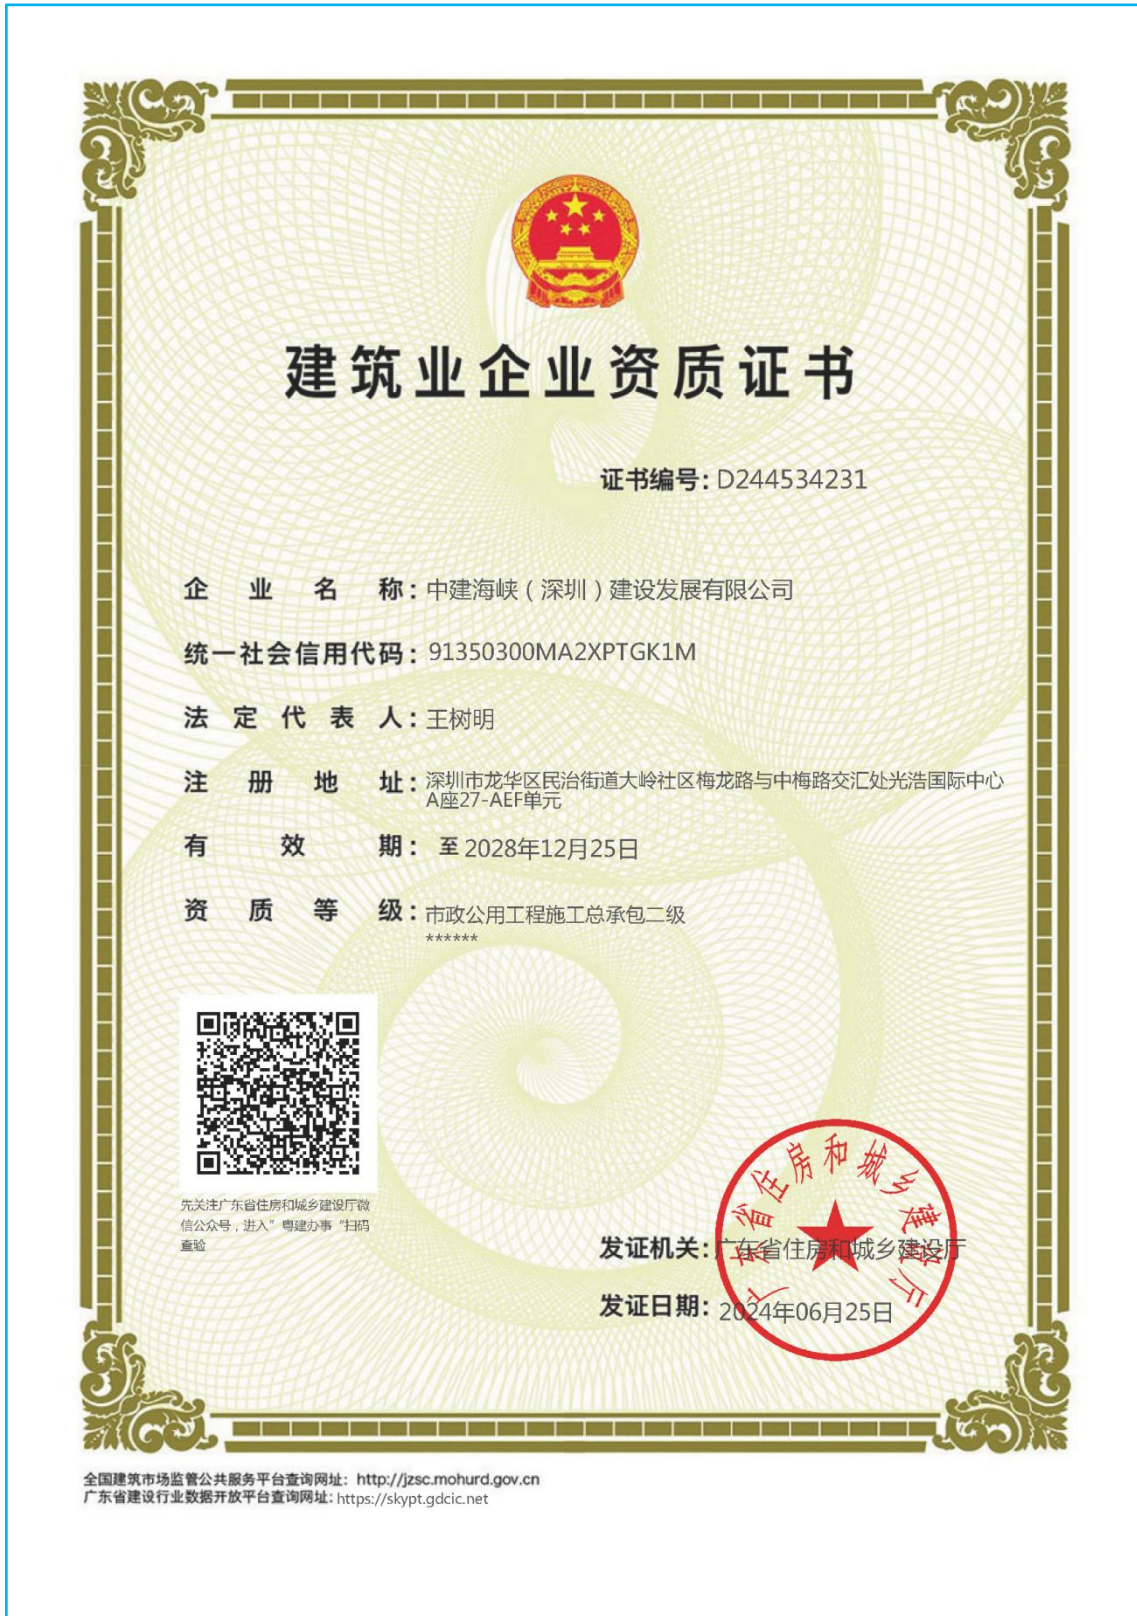 建筑业企业资质证书
证书编号：D244534231
企业名称：中建海峡（深圳）建设发展有限公司
统一社会信用代码：91350300MA2XPTGK1M
法定代表人：王树明
注册地址：深圳市龙华区民治街道大岭社区梅龙路与中梅路交汇处光浩国际中心
A座27-AEF单元
有效期：至 2028年12月25日
资质等级：市政公用工程施工总承包二级
******
先关注广东省住房和城乡建设厅微
信公众号，进入”粤建办事“扫码
查验
广东省住房和城乡建设厅
发证机关：广东省住房和城乡建设厅
发证日期：2024年06月25日
全国建筑市场监管公共服务平台查询网址：http://jzsc.mohurd.gov.cn
广东省建设行业数据开放平台查询网址：https://skypt.gdcic.net